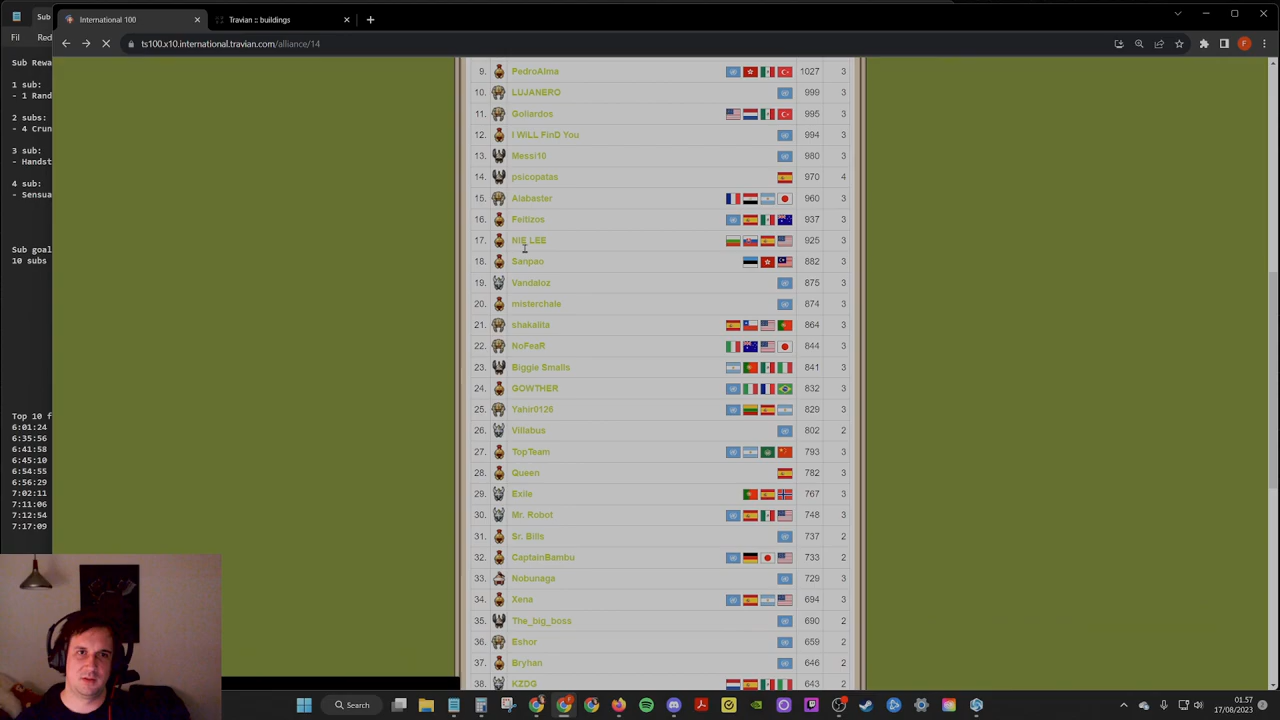 International 100
Travian :: buildings
ts100.x10.international.travian.com/alliance/14
Fil
Sub Rewa
1 sub:
- 1 Rand
2 subs:
- 4 Crun
3 sub:
- Handst
4 sub:
- Sensua
Sub goal
10 subs
Top 10 f
6:01:24
6:35:56
6:41:58
6:45:10
6:54:55
6:56:29
7:02:11
7:11:06
7:12:54
7:17:09
9. PedroAlma 1027 3
10. LUJANERO 999 3
11. Goliardos 995 3
12. I WiLL FinD You 994 3
13. Messi10 980 3
14. psicopatas 970 4
15. Alabaster 960 3
16. Feitizos 937 3
17. NIE LEE 925 3
18. Sanpao 882 3
19. Vandaloz 875 3
20. misterchale 874 3
21. shakalita 864 3
22. NoFeaR 844 3
23. Biggie Smalls 841 3
24. GOWTHER 832 3
25. Yahir0126 829 3
26. Villabus 802 2
27. TopTeam 793 3
28. Queen 782 3
29. Exile 767 3
30. Mr. Robot 748 3
31. Sr. Bills 737 2
32. CaptainBambu 733 2
33. Nobunaga 729 3
34. Xena 694 3
35. The_big_boss 690 2
36. Eshor 659 2
37. Bryhan 646 2
38. KZDG 643 2
Search
01.57
17/08/2023